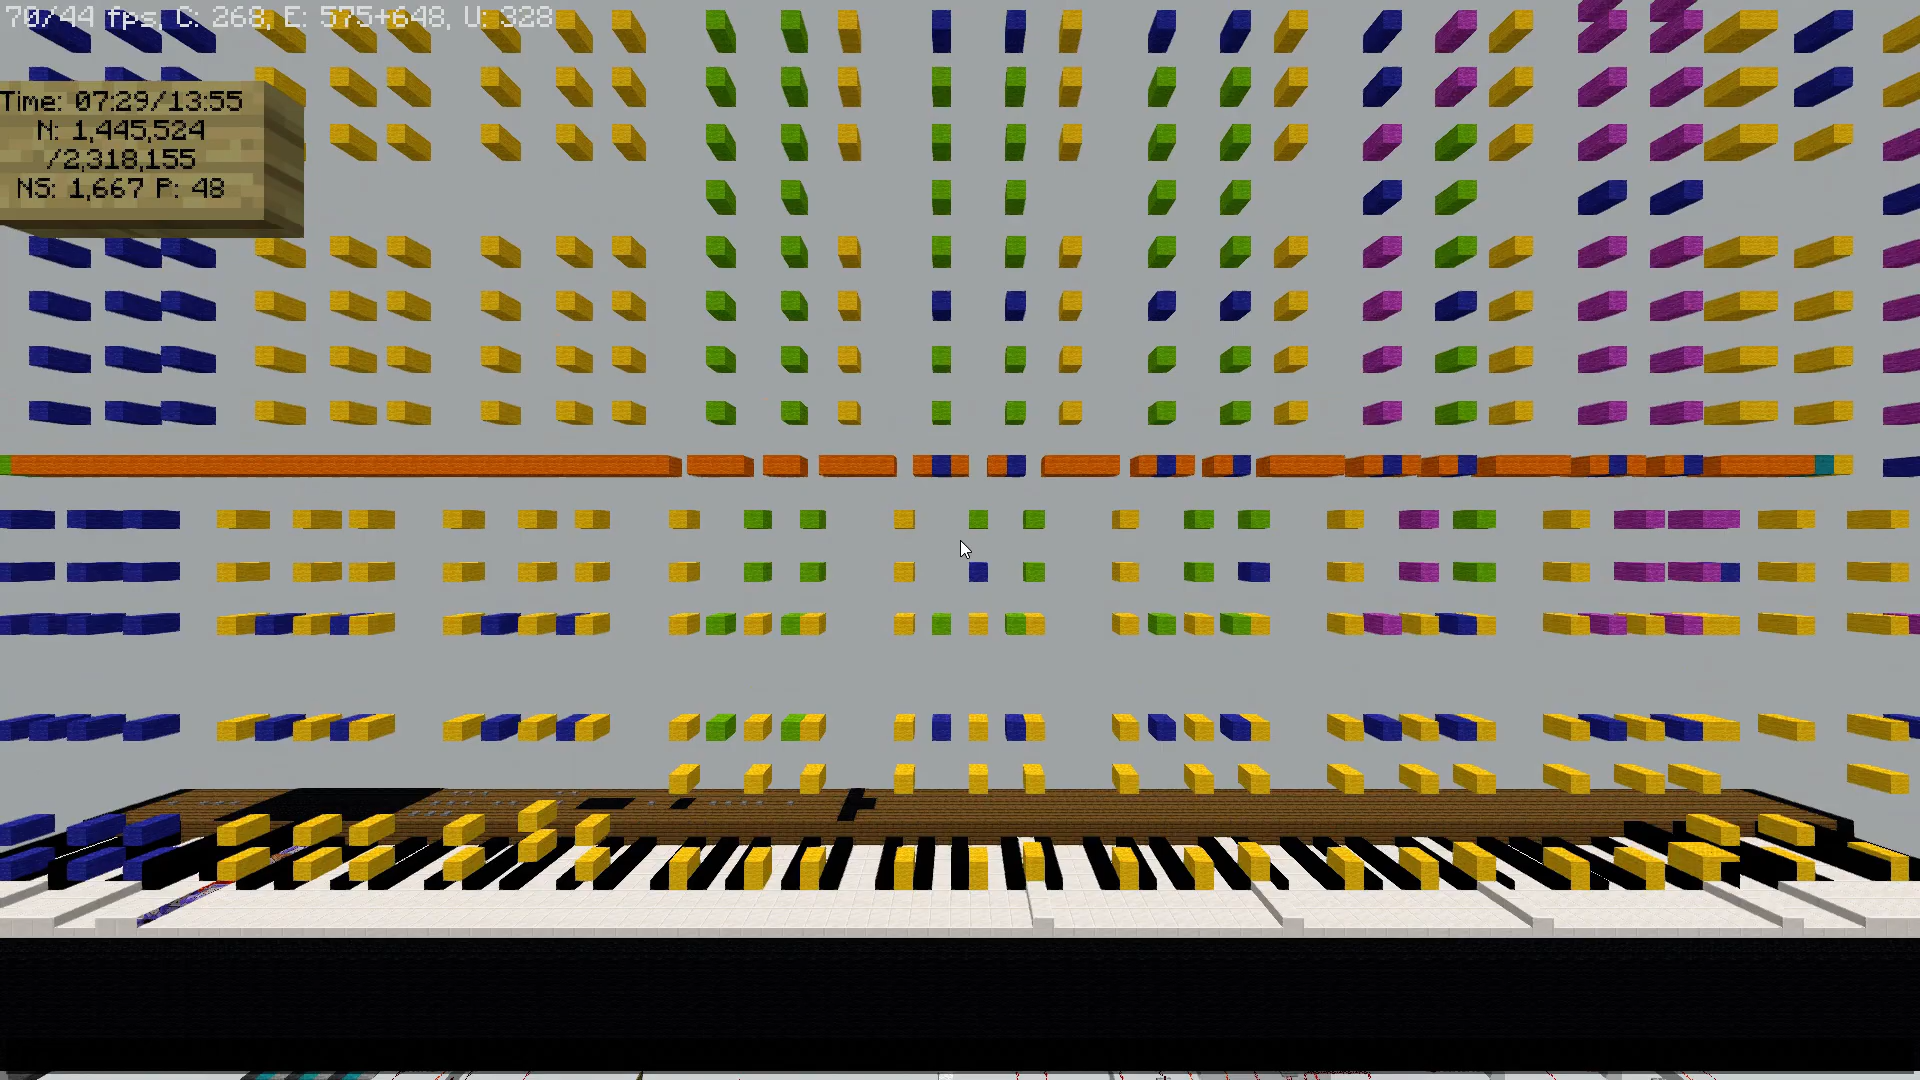 70/44 fps, C: 268, E: 575+648, U: 328
Time: 07:29/13:55
N: 1,445,524
/2,318,155
NS: 1,667 P: 48